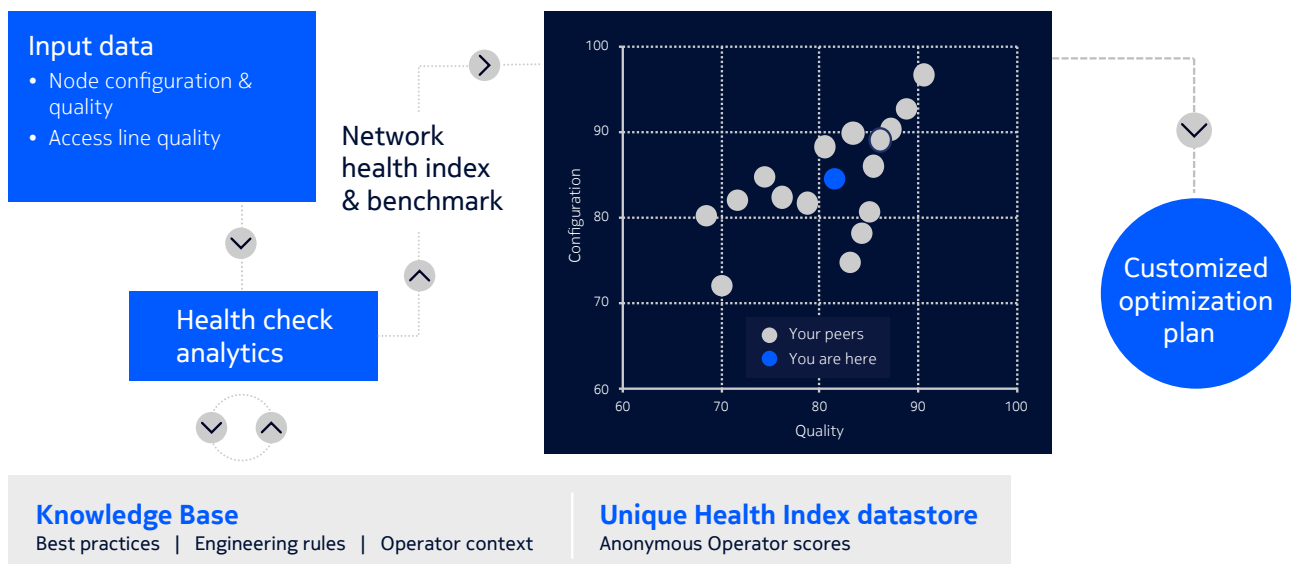 Input data
• Node configuration &
quality
• Access line quality
Network
health index
& benchmark
Health check
analytics
100
90
80
70
60
Configuration
60
70
80
90
100
Quality
Your peers
You are here
Customized
optimization
plan
Knowledge Base
Best practices | Engineering rules | Operator context
Unique Health Index datastore
Anonymous Operator scores